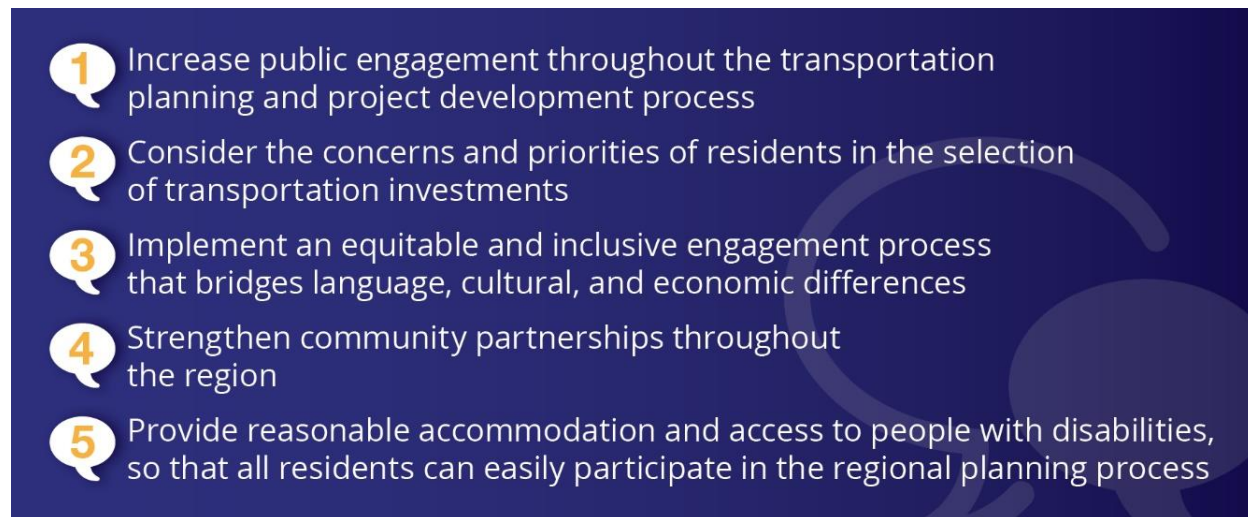 1 Increase public engagement throughout the transportation
planning and project development process
2 Consider the concerns and priorities of residents in the selection
of transportation investments
3 Implement an equitable and inclusive engagement process
that bridges language, cultural, and economic differences
4 Strengthen community partnerships throughout
the region
5 Provide reasonable accommodation and access to people with disabilities,
so that all residents can easily participate in the regional planning process